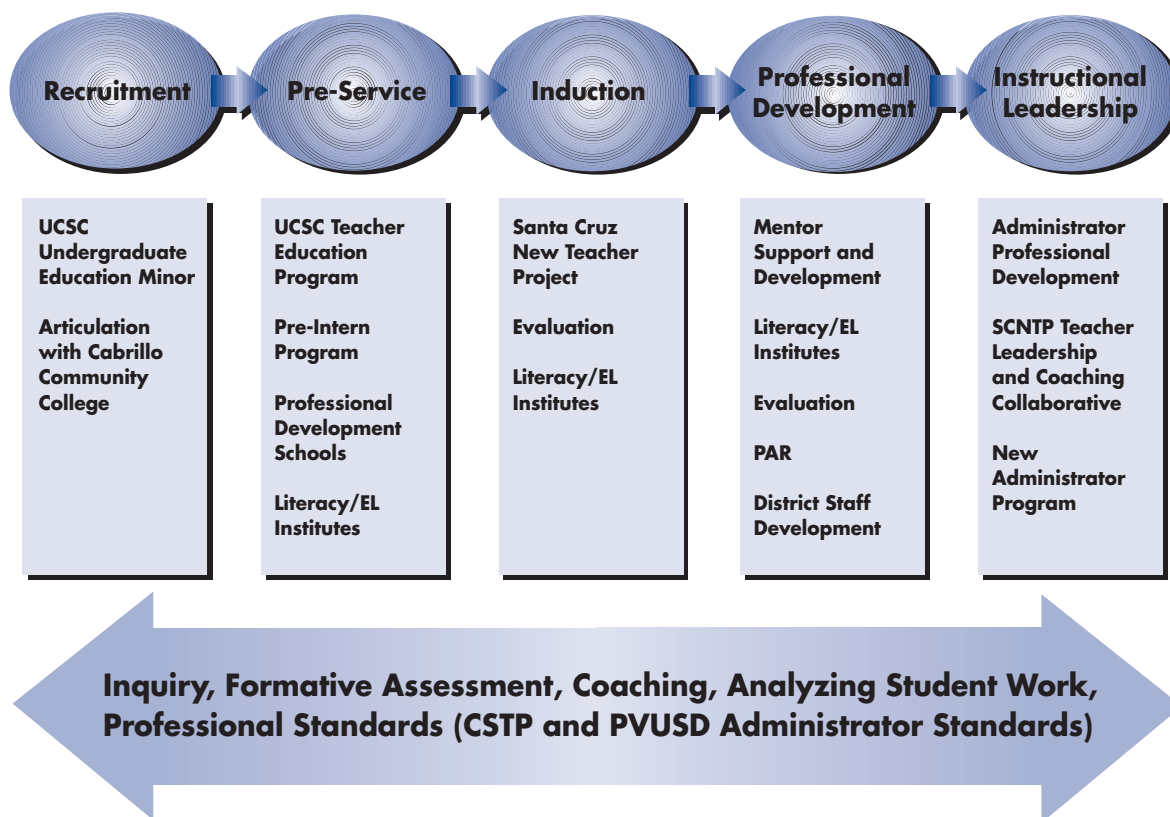 Recruitment
Pre-Service
Induction
Professional
Development
Instructional
Leadership
UCSC
Undergraduate
Education Minor
Articulation
with Cabrillo
Community
College
UCSC Teacher
Education
Program
Pre-Intern
Program
Professional
Development
Schools
Literacy/EL
Institutes
Santa Cruz
New Teacher
Project
Evaluation
Literacy/EL
Institutes
Mentor
Support and
Development
Literacy/EL
Institutes
Evaluation
PAR
District Staff
Development
Administrator
Professional
Development
SCNTP Teacher
Leadership
and Coaching
Collaborative
New
Administrator
Program
Inquiry, Formative Assessment, Coaching, Analyzing Student Work,
Professional Standards (CSTP and PVUSD Administrator Standards)